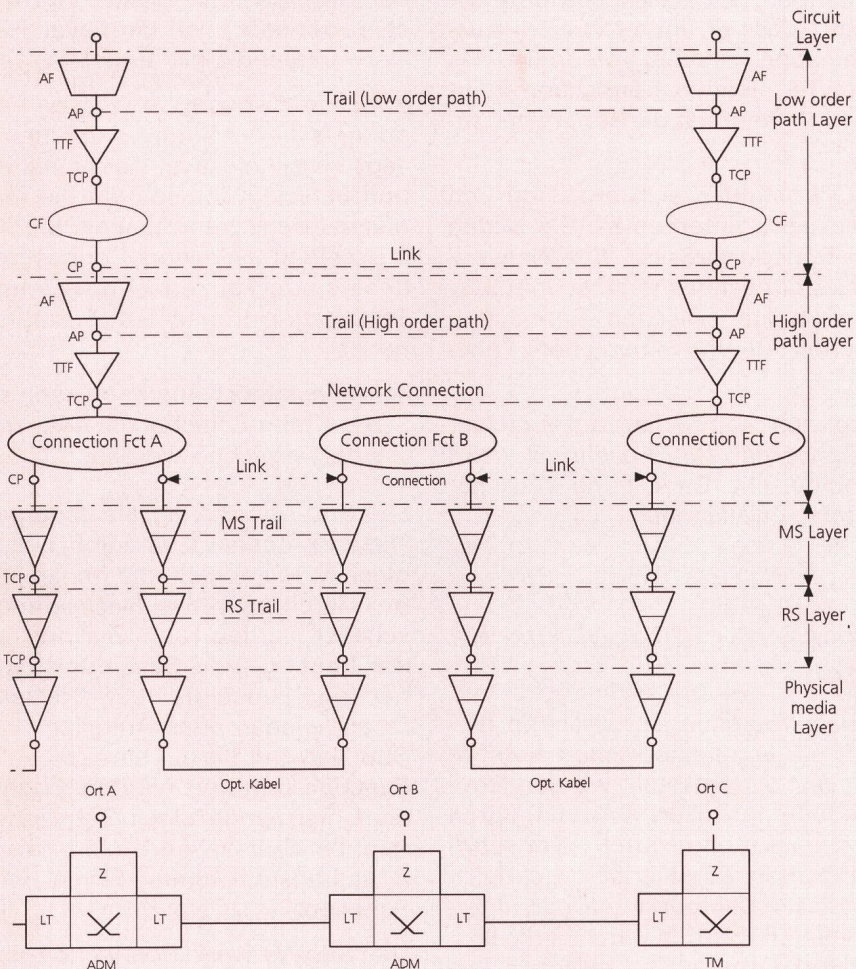 Circuit
Layer
AF
AF
Trail (Low order path)
Low order
path Layer
AP
AP
TTF
TTF
TCP
TCP
CF
CF
Link
CP
CP
AF
AF
Trail (High order path)
High order
path Layer
AP
AP
TTF
TTF
Network Connection
TCP
TCP
Connection Fct A
Connection Fct B
Connection Fct C
CP
Link
Connection
Link
MS Trail
MS Layer
TCP
RS Trail
RS Layer
TCP
Physical
media
Layer
Opt. Kabel
Opt. Kabel
Ort A
Ort B
Ort C
Z
Z
Z
LT
LT
LT
LT
LT
ADM
ADM
TM